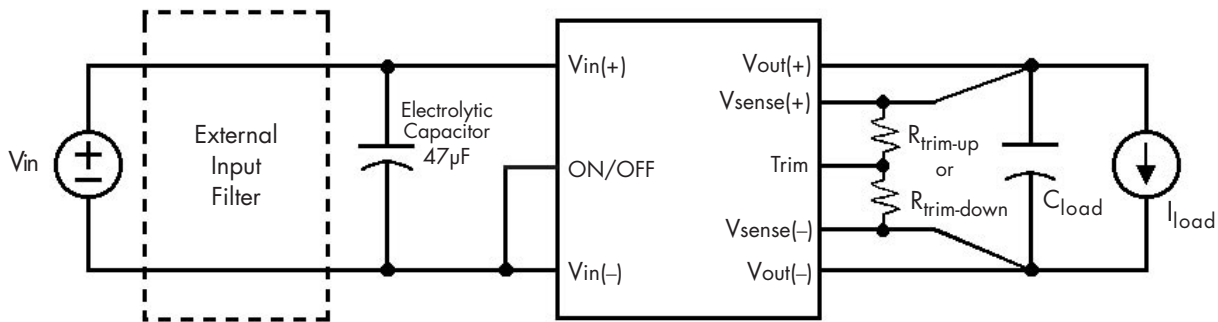 Vin
External
Input
Filter
Electrolytic
Capacitor
47µF
Vin(+)
ON/OFF
Vin(–)
Vout(+)
Vsense(+)
Trim
Vsense(–)
Vout(–)
Rtrim-up
or
Rtrim-down
Cload
Iload